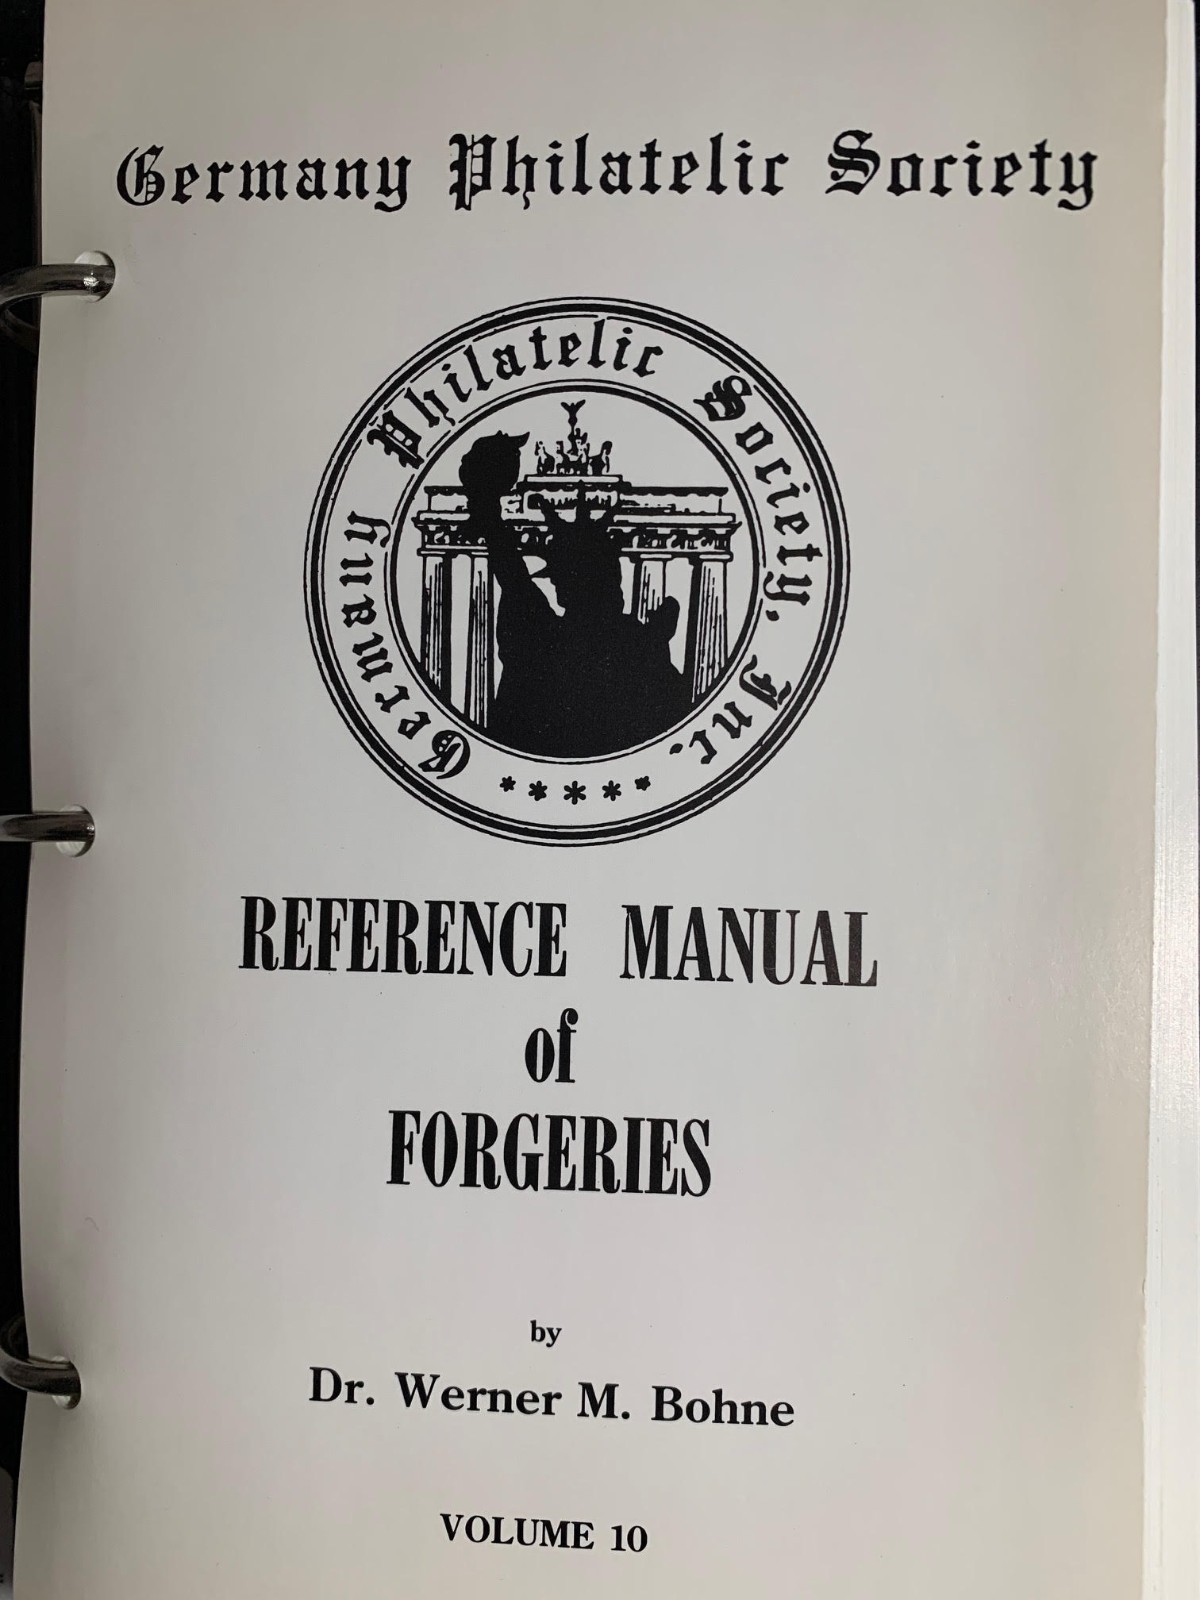 Germany Philatelic Society
Germany Philatelic Society, Inc.
*****
REFERENCE MANUAL
of
FORGERIES
by
Dr. Werner M. Bohne
VOLUME 10